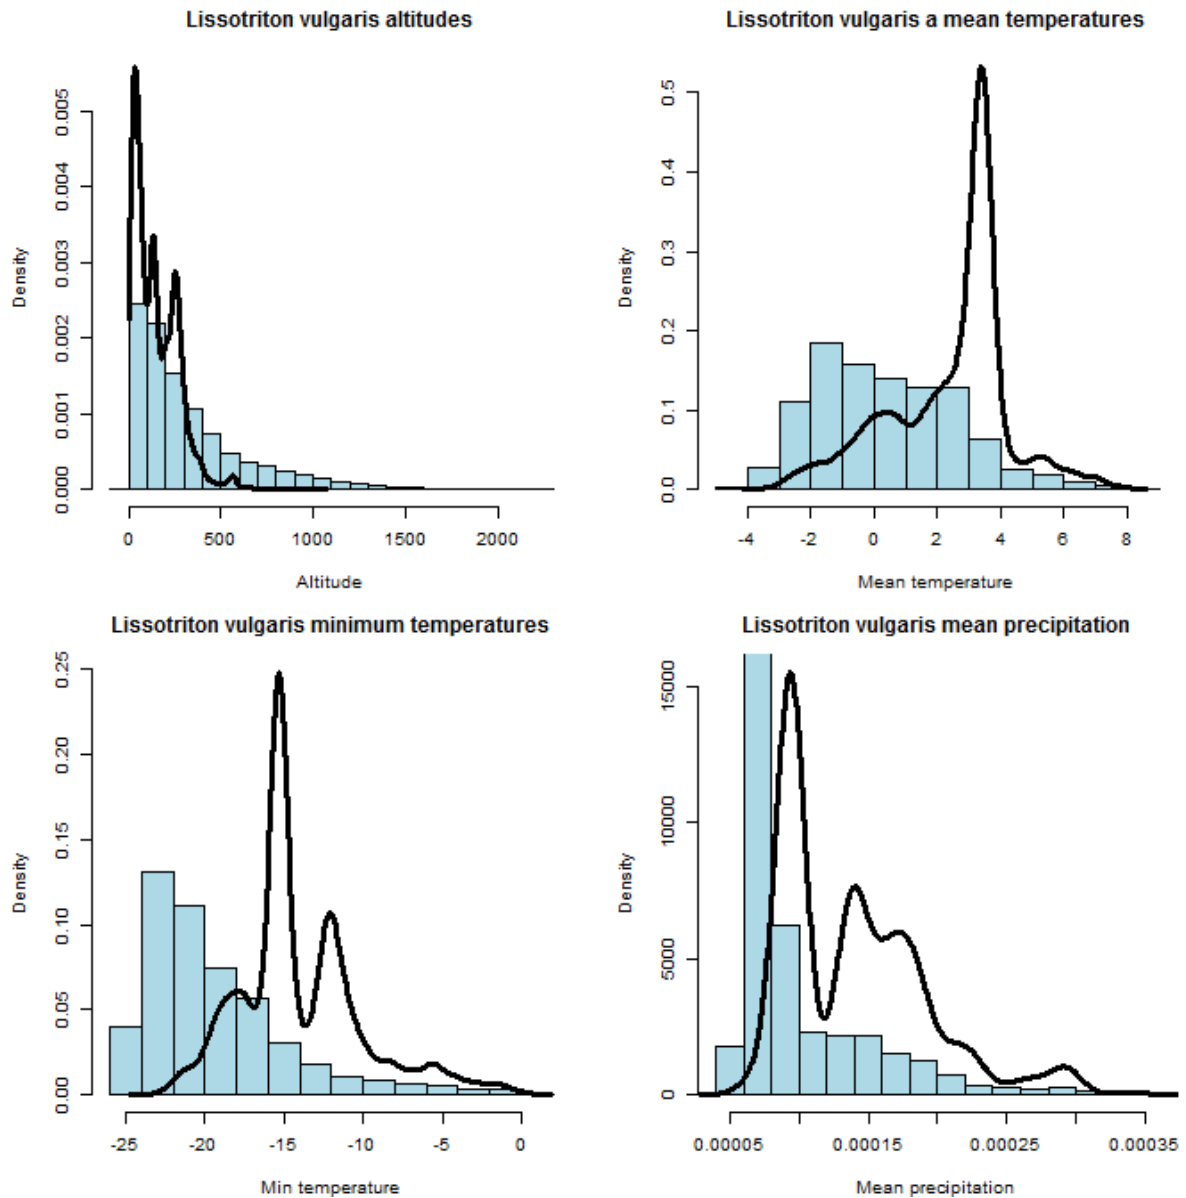 Lissotriton vulgaris altitudes
Density
0.000 0.001 0.002 0.003 0.004 0.005
0 500 1000 1500 2000
Altitude
Lissotriton vulgaris a mean temperatures
Density
0.0 0.1 0.2 0.3 0.4 0.5
-4 -2 0 2 4 6 8
Mean temperature
Lissotriton vulgaris minimum temperatures
Density
0.00 0.05 0.10 0.15 0.20 0.25
-25 -20 -15 -10 -5 0
Min temperature
Lissotriton vulgaris mean precipitation
Density
0 5000 10000 15000
0.00005 0.00015 0.00025 0.00035
Mean precipitation